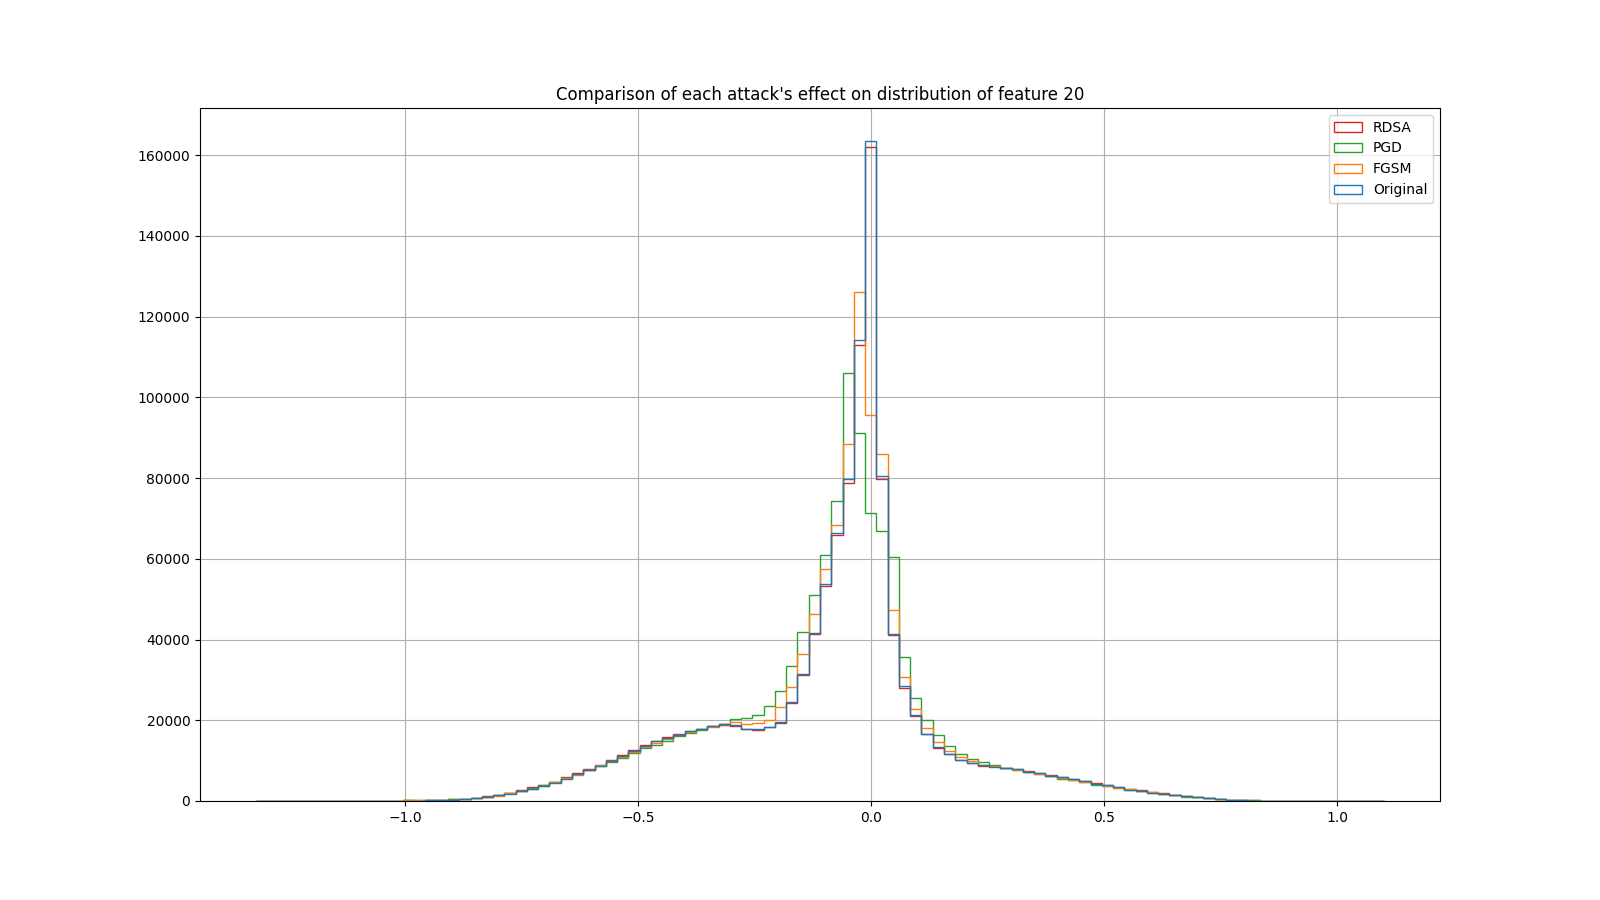 Comparison of each attack's effect on distribution of feature 20
RDSA
PGD
FGSM
Original
160000
140000
120000
100000
80000
60000
40000
20000
0
−1.0
−0.5
0.0
0.5
1.0